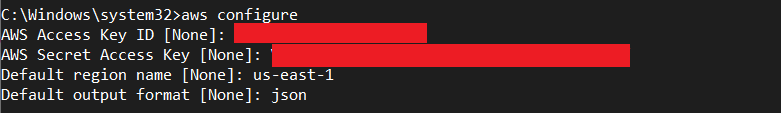 C:\Windows\system32>aws configure
AWS Access Key ID [None]:
AWS Secret Access Key [None]:
Default region name [None]: us-east-1
Default output format [None]: json